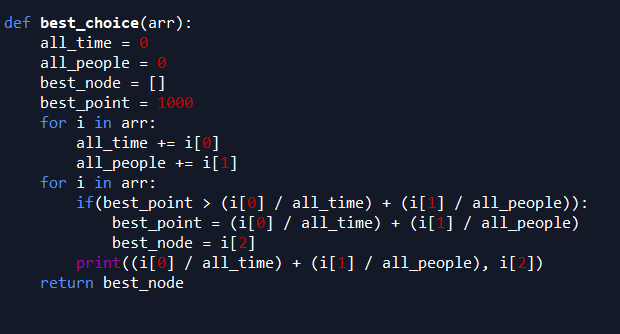 def best_choice(arr):
    all_time = 0
    all_people = 0
    best_node = []
    best_point = 1000
    for i in arr:
        all_time += i[0]
        all_people += i[1]
    for i in arr:
        if(best_point > (i[0] / all_time) + (i[1] / all_people)):
            best_point = (i[0] / all_time) + (i[1] / all_people)
            best_node = i[2]
        print((i[0] / all_time) + (i[1] / all_people), i[2])
    return best_node